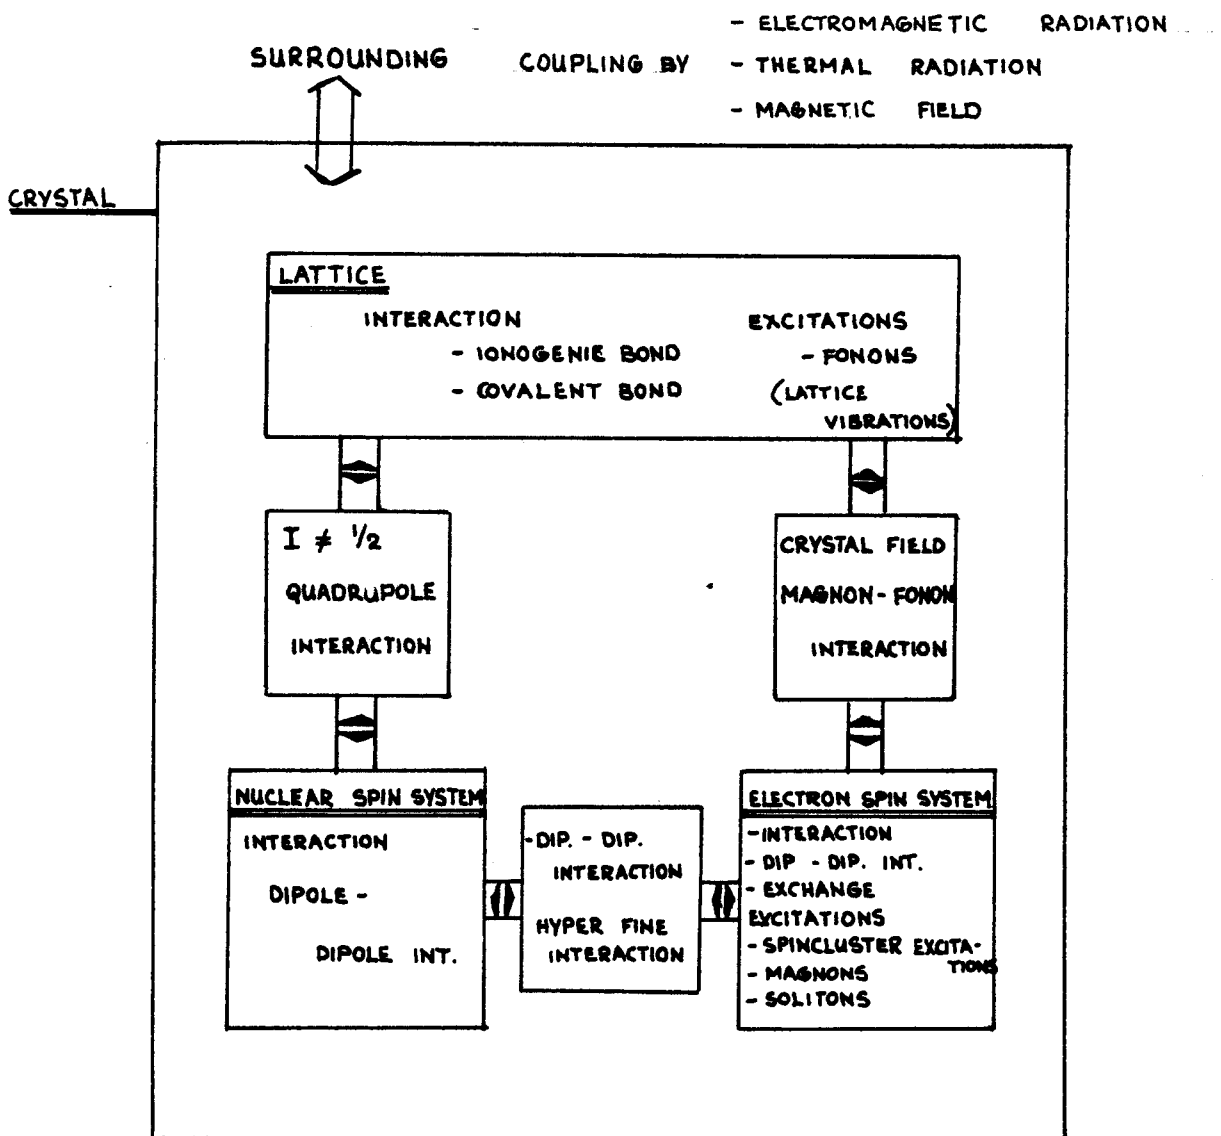 - ELECTROMAGNETIC RADIATION
SURROUNDING COUPLING BY - THERMAL RADIATION
- MAGNETIC FIELD
CRYSTAL
LATTICE
INTERACTION
- IONOGENIE BOND
- COVALENT BOND
EXCITATIONS
- FONONS
(LATTICE
VIBRATIONS)
I ≠ 1/2
QUADRUPOLE
INTERACTION
CRYSTAL FIELD
MAGNON - FONON
INTERACTION
NUCLEAR SPIN SYSTEM
INTERACTION
DIPOLE -
DIPOLE INT.
- DIP. - DIP.
INTERACTION
HYPER FINE
INTERACTION
ELECTRON SPIN SYSTEM
- INTERACTION
- DIP - DIP. INT.
- EXCHANGE
EXCITATIONS
- SPINCLUSTER EXCITA-
TIONS
- MAGNONS
- SOLITONS